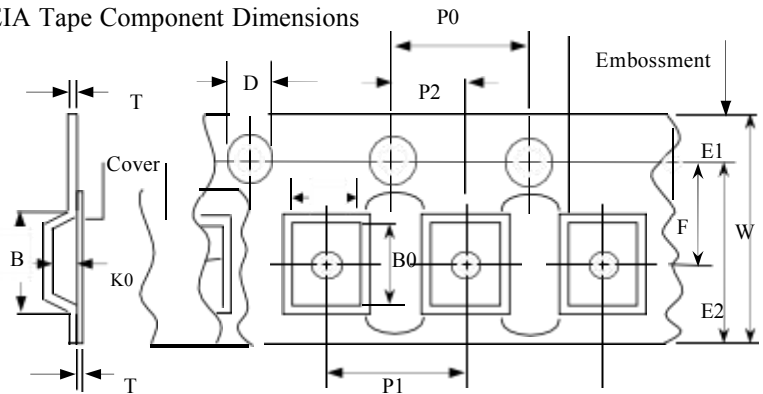 EIA Tape Component Dimensions
P0
Embossment
D
P2
T
E1
Cover
F
W
B
B0
K0
E2
P1
T